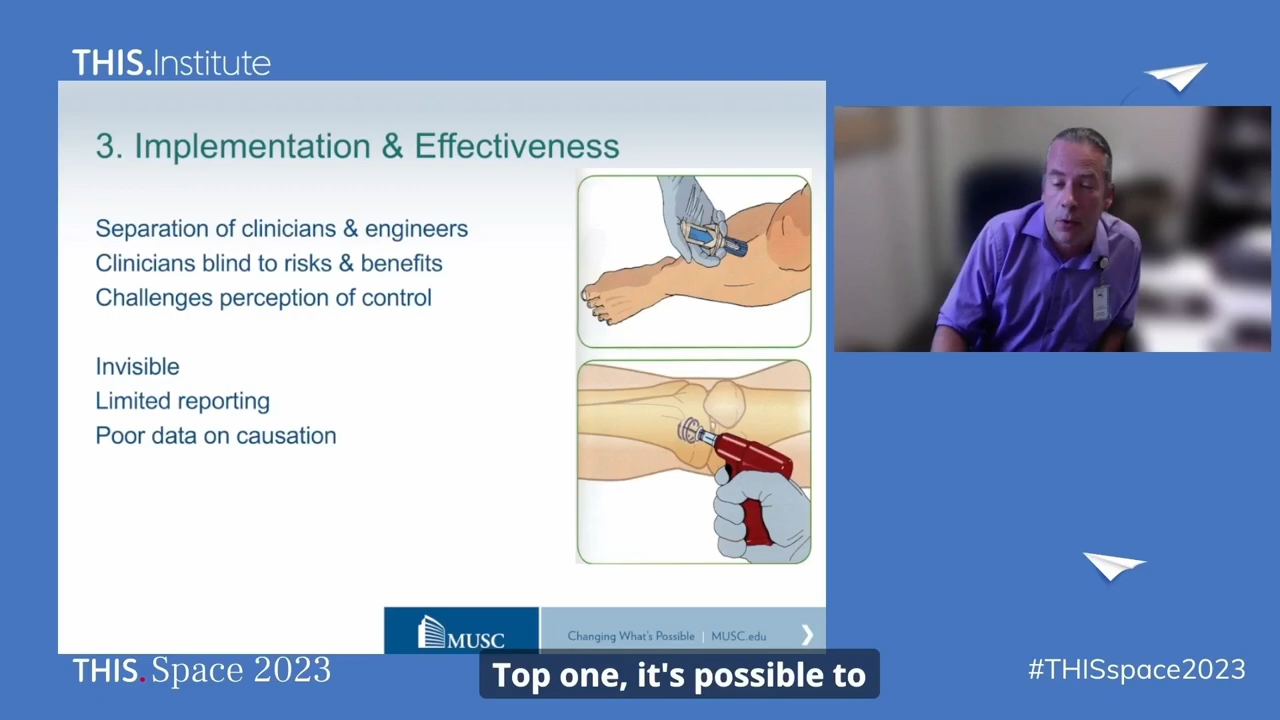 THIS.Institute
3. Implementation & Effectiveness
Separation of clinicians & engineers
Clinicians blind to risks & benefits
Challenges perception of control
Invisible
Limited reporting
Poor data on causation
MUSC
Changing What's Possible | MUSC.edu
THIS. Space 2023
Top one, it's possible to
#THISspace2023